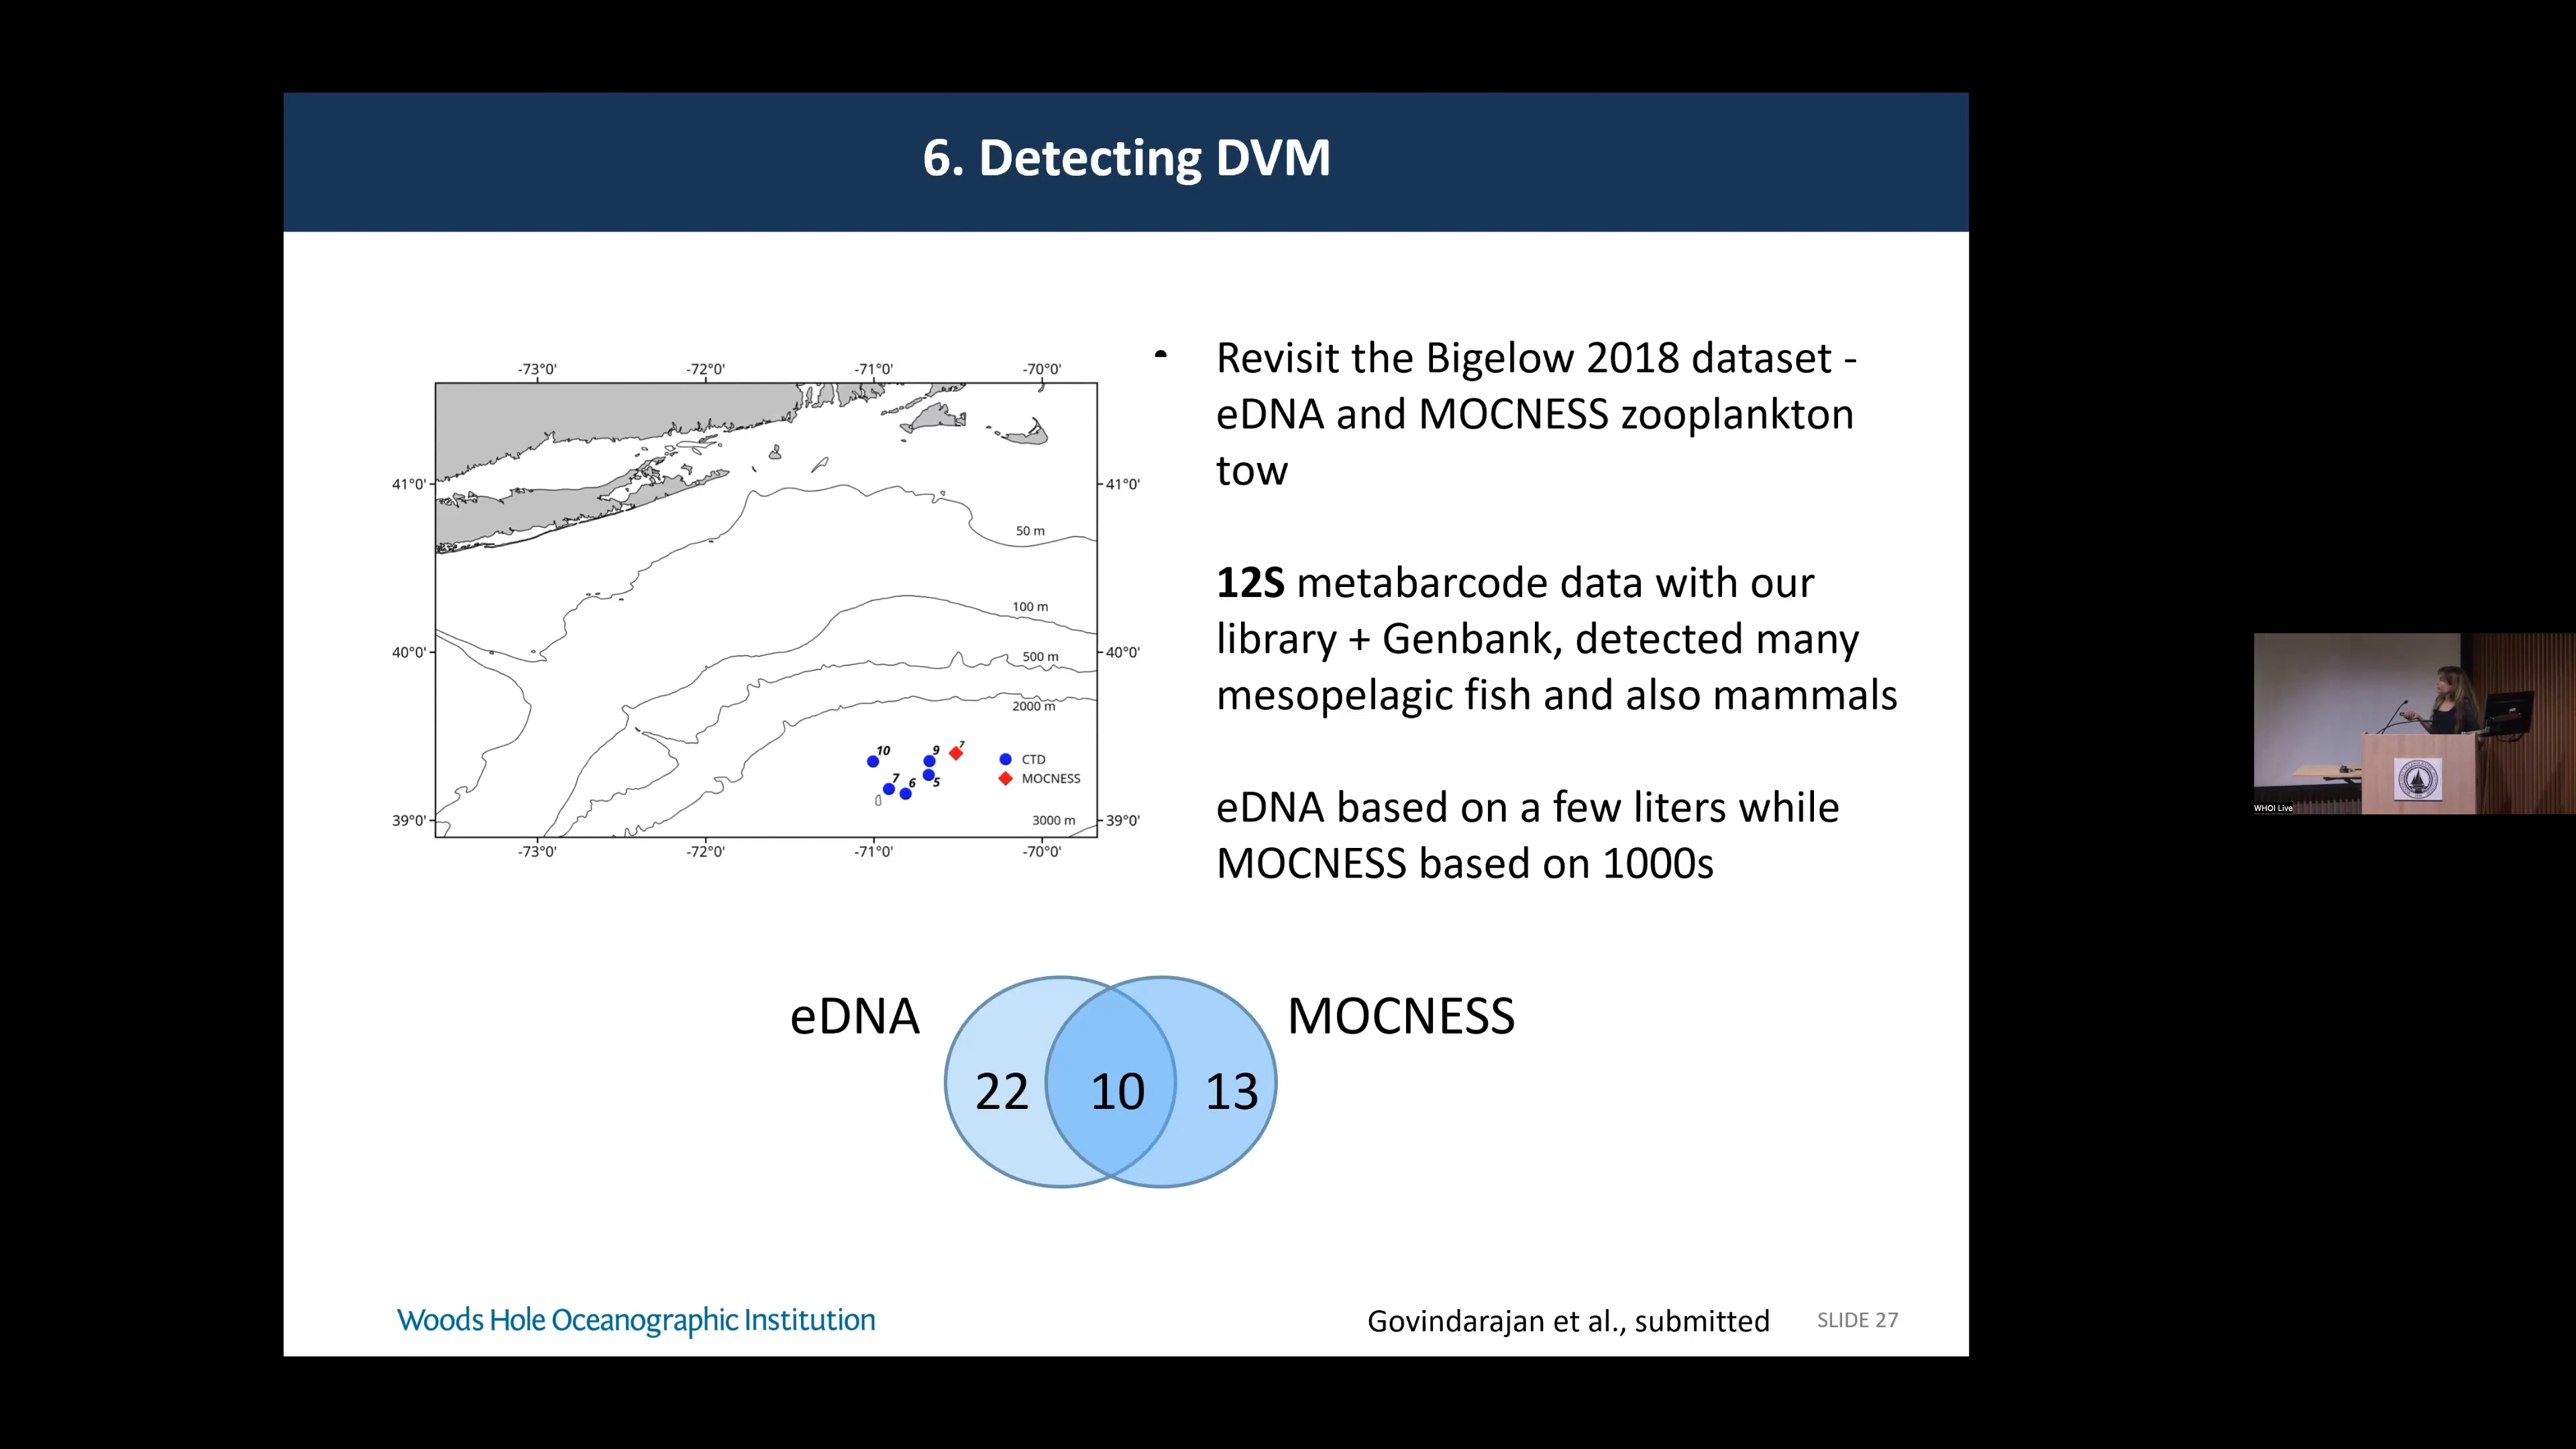 6. Detecting DVM
• Revisit the Bigelow 2018 dataset -
eDNA and MOCNESS zooplankton
tow
12S metabarcode data with our
library + Genbank, detected many
mesopelagic fish and also mammals
eDNA based on a few liters while
MOCNESS based on 1000s
-73°0' -72°0' -71°0' -70°0'
41°0' 41°0'
50 m
100 m
40°0' 500 m 40°0'
2000 m
10 9 7
CTD
7 6 5 MOCNESS
39°0' 3000 m 39°0'
-73°0' -72°0' -71°0' -70°0'
eDNA MOCNESS
22 10 13
Woods Hole Oceanographic Institution
Govindarajan et al., submitted
SLIDE 27
WHOI Live